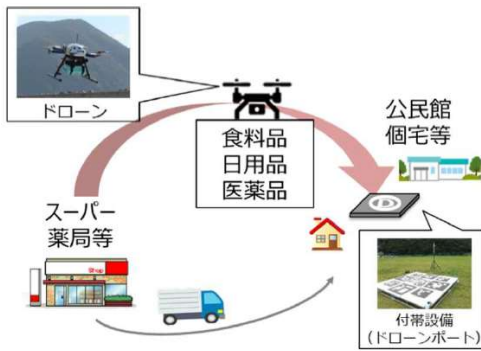 ドローン
食料品
日用品
医薬品
公民館
個宅等
スーパー
薬局等
Shop
D
付帯設備
(ドローンポート)